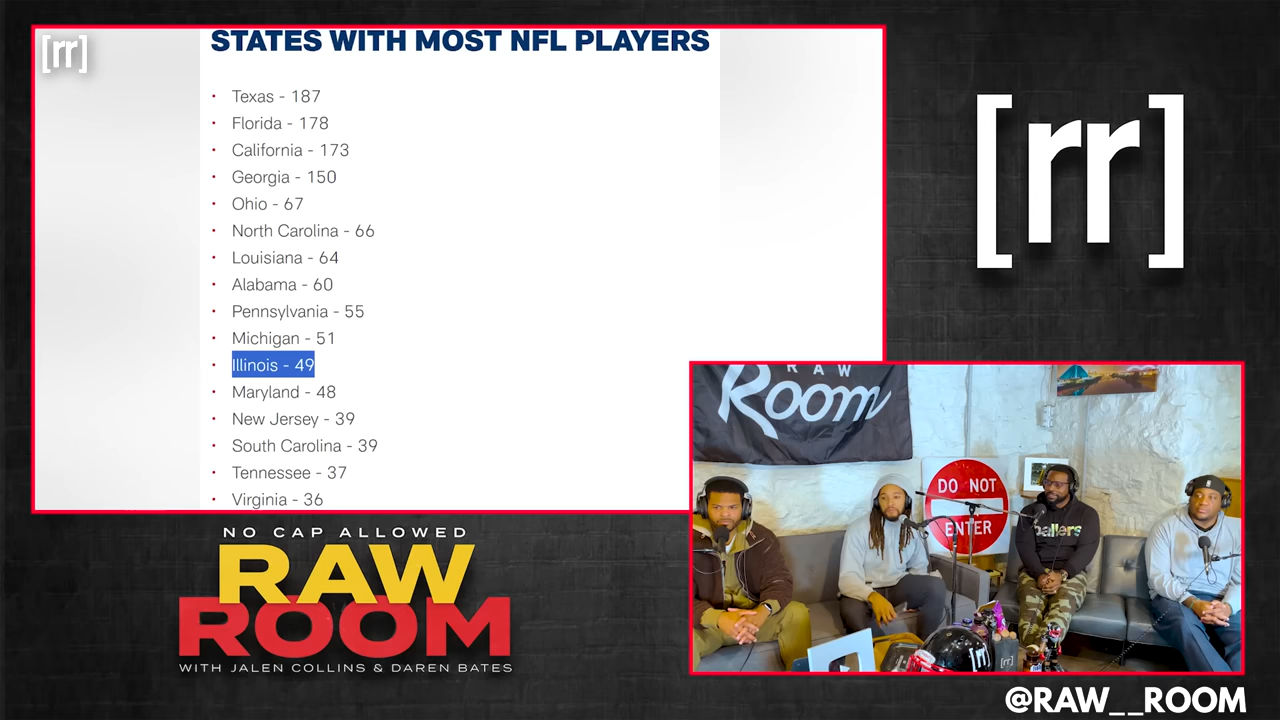 [rr]
STATES WITH MOST NFL PLAYERS
• Texas - 187
• Florida - 178
• California - 173
• Georgia - 150
• Ohio - 67
• North Carolina - 66
• Louisiana - 64
• Alabama - 60
• Pennsylvania - 55
• Michigan - 51
• Illinois - 49
• Maryland - 48
• New Jersey - 39
• South Carolina - 39
• Tennessee - 37
• Virginia - 36
[rr]
RAW
Room
DO NOT
ENTER
ballers
[rr]
[rr]
NO CAP ALLOWED
RAW
ROOM
WITH JALEN COLLINS & DAREN BATES
@RAW__ROOM